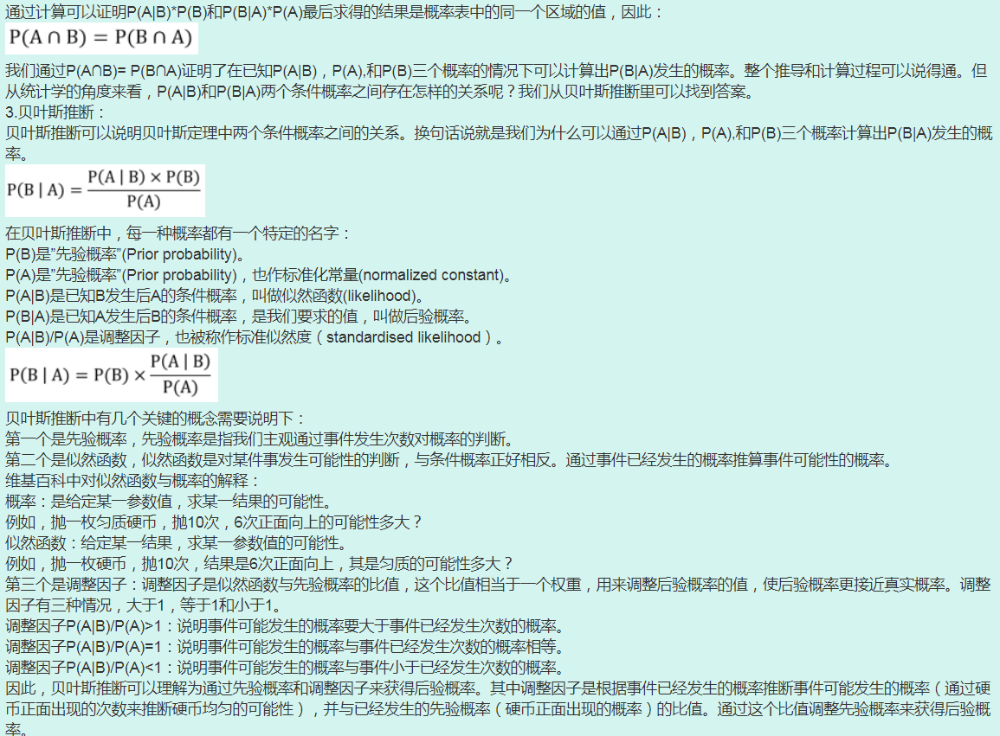 通过计算可以证明P(A|B)*P(B)和P(B|A)*P(A)最后求得的结果是概率表中的同一个区域的值，因此：
P(A ∩ B) = P(B ∩ A)
我们通过P(A∩B)= P(B∩A)证明了在已知P(A|B)，P(A),和P(B)三个概率的情况下可以计算出P(B|A)发生的概率。整个推导和计算过程可以说得通。但
从统计学的角度来看，P(A|B)和P(B|A)两个条件概率之间存在怎样的关系呢？我们从贝叶斯推断里可以找到答案。
3.贝叶斯推断：
贝叶斯推断可以说明贝叶斯定理中两个条件概率之间的关系。换句话说就是我们为什么可以通过P(A|B)，P(A),和P(B)三个概率计算出P(B|A)发生的概
率。
P(B | A) = P(A | B) × P(B) / P(A)
在贝叶斯推断中，每一种概率都有一个特定的名字：
P(B)是”先验概率”(Prior probability)。
P(A)是”先验概率”(Prior probability)，也作标准化常量(normalized constant)。
P(A|B)是已知B发生后A的条件概率，叫做似然函数(likelihood)。
P(B|A)是已知A发生后B的条件概率，是我们要求的值，叫做后验概率。
P(A|B)/P(A)是调整因子，也被称作标准似然度（standardised likelihood）。
P(B | A) = P(B) × P(A | B) / P(A)
贝叶斯推断中有几个关键的概念需要说明下：
第一个是先验概率，先验概率是指我们主观通过事件发生次数对概率的判断。
第二个是似然函数，似然函数是对某件事发生可能性的判断，与条件概率正好相反。通过事件已经发生的概率推算事件可能性的概率。
维基百科中对似然函数与概率的解释：
概率：是给定某一参数值，求某一结果的可能性。
例如，抛一枚匀质硬币，抛10次，6次正面向上的可能性多大？
似然函数：给定某一结果，求某一参数值的可能性。
例如，抛一枚硬币，抛10次，结果是6次正面向上，其是匀质的可能性多大？
第三个是调整因子：调整因子是似然函数与先验概率的比值，这个比值相当于一个权重，用来调整后验概率的值，使后验概率更接近真实概率。调整
因子有三种情况，大于1，等于1和小于1。
调整因子P(A|B)/P(A)>1：说明事件可能发生的概率要大于事件已经发生次数的概率。
调整因子P(A|B)/P(A)=1：说明事件可能发生的概率与事件已经发生次数的概率相等。
调整因子P(A|B)/P(A)<1：说明事件可能发生的概率与事件小于已经发生次数的概率。
因此，贝叶斯推断可以理解为通过先验概率和调整因子来获得后验概率。其中调整因子是根据事件已经发生的概率推断事件可能发生的概率（通过硬
币正面出现的次数来推断硬币均匀的可能性），并与已经发生的先验概率（硬币正面出现的概率）的比值。通过这个比值调整先验概率来获得后验概
率。